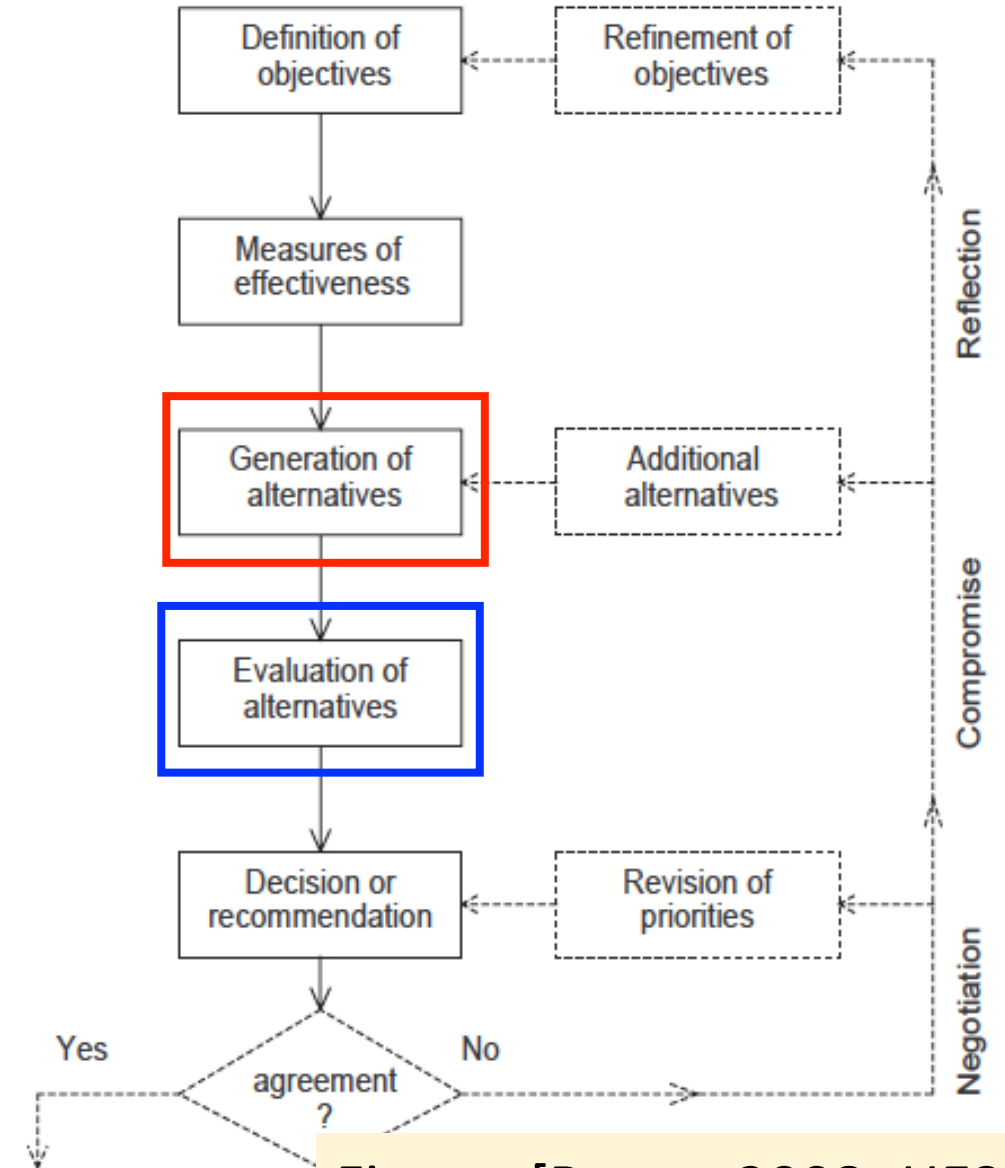 Definition of
objectives
Refinement of
objectives
Measures of
effectiveness
Reflection
Generation of
alternatives
Additional
alternatives
Compromise
Evaluation of
alternatives
Decision or
recommendation
Revision of
priorities
Negotiation
Yes
No
agreement
?